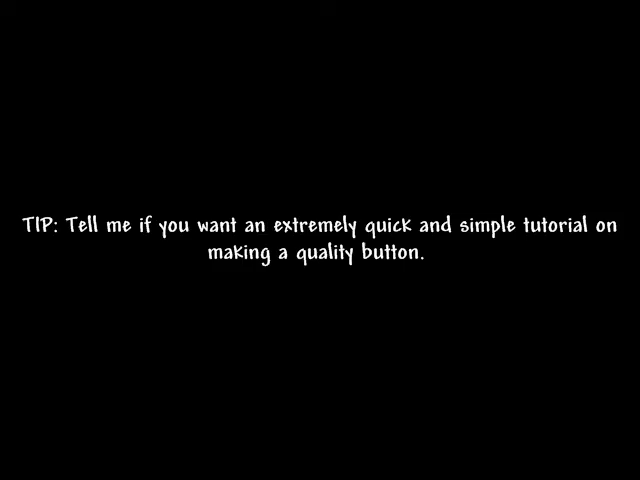 TIP: Tell me if you want an extremely quick and simple tutorial on
making a quality button.